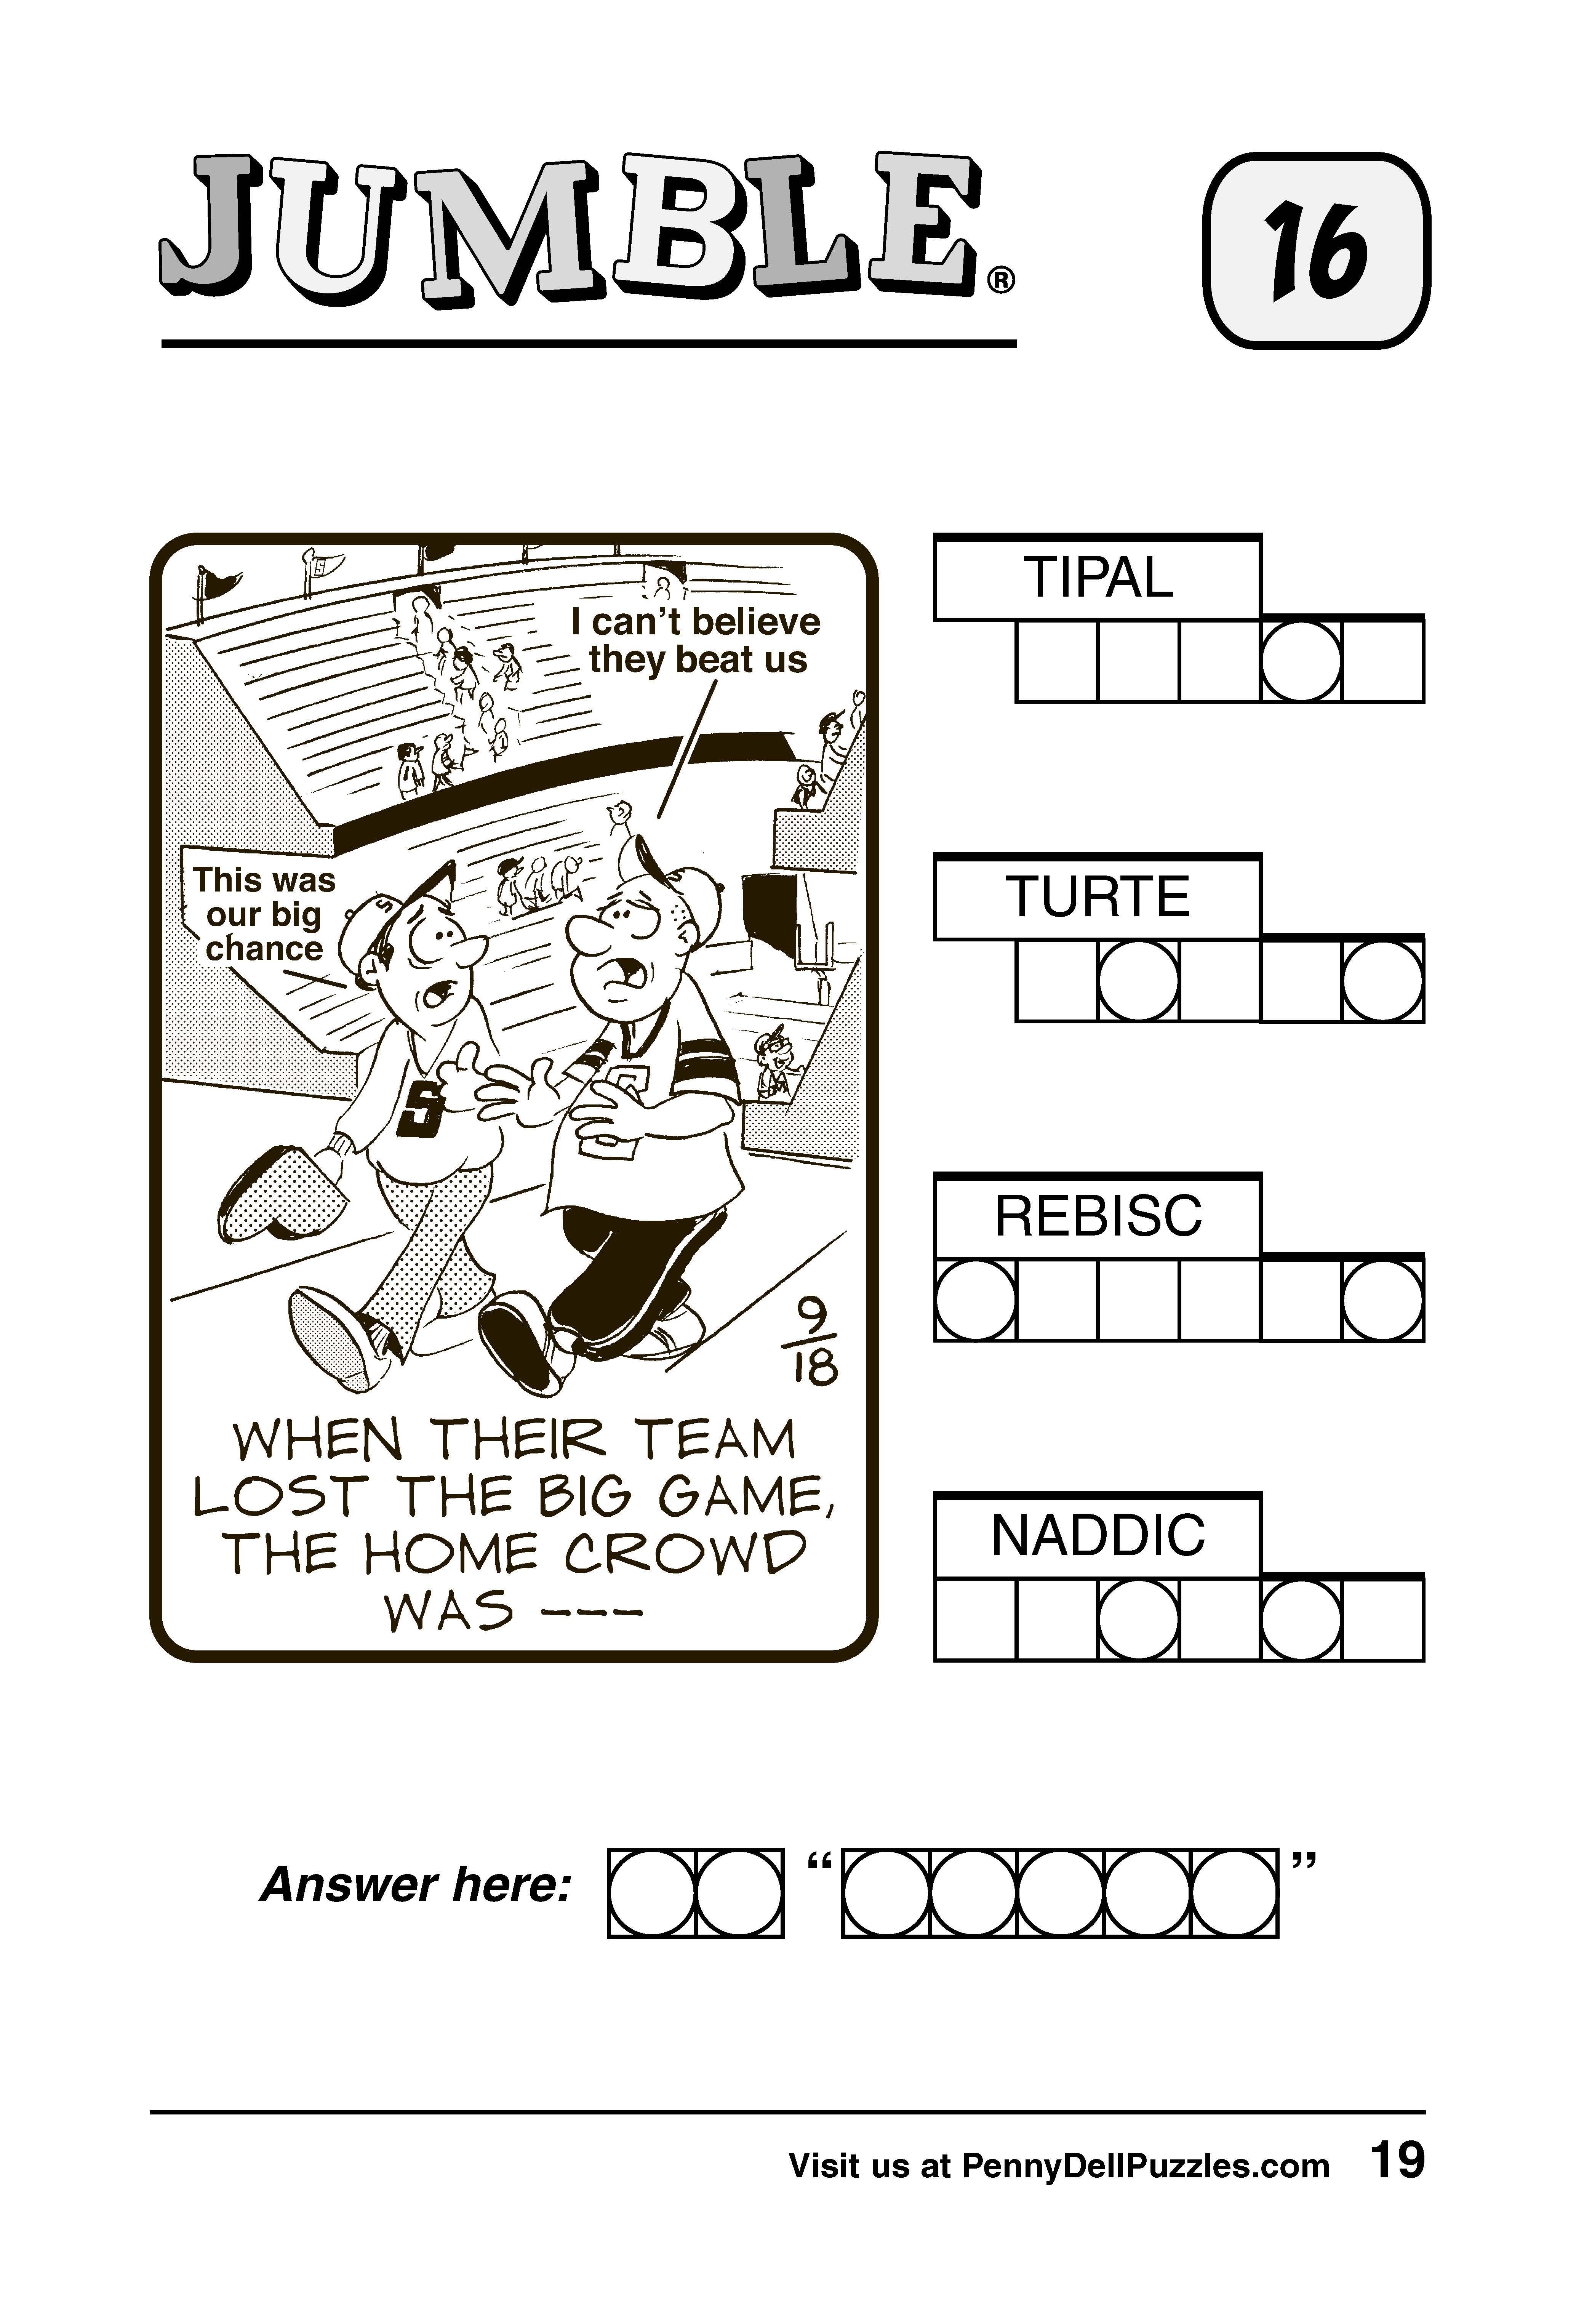 JUMBLE®
16
I can’t believe
they beat us
This was
our big
chance
S
9
18
WHEN THEIR TEAM
LOST THE BIG GAME,
THE HOME CROWD
WAS ---
TIPAL
TURTE
REBISC
NADDIC
Answer here:
“ ”
Visit us at PennyDellPuzzles.com 19